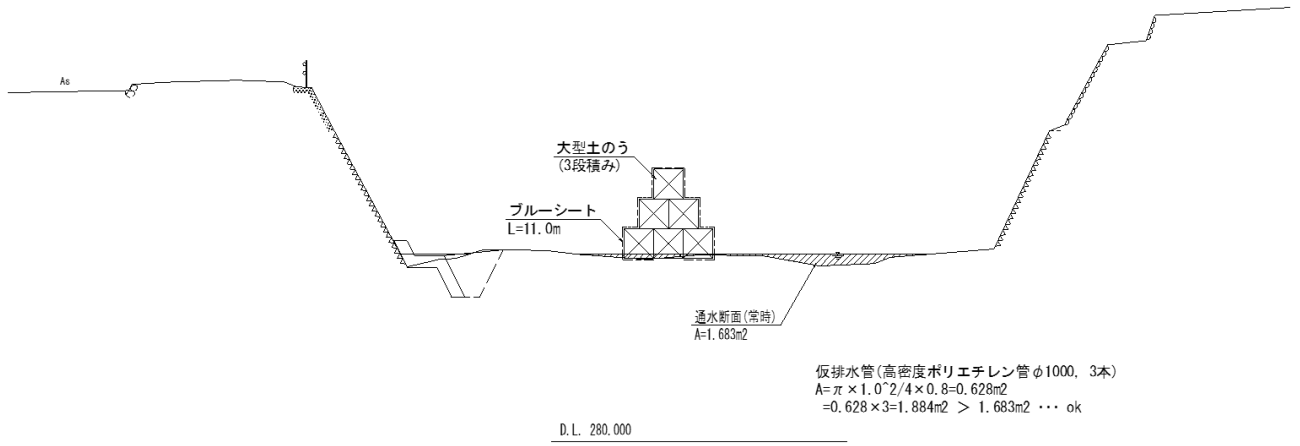 As
大型土のう
(3段積み)
ブルーシート
L=11.0m
通水断面(常時)
A=1.683m2
仮排水管(高密度ポリエチレン管φ1000, 3本)
A=π×1.0^2/4×0.8=0.628m2
=0.628×3=1.884m2 > 1.683m2 ··· ok
D.L. 280.000